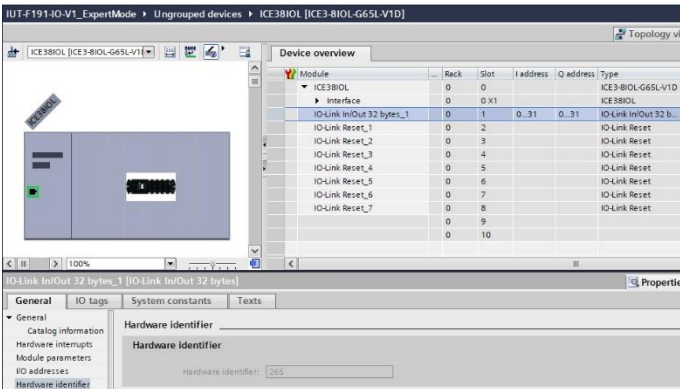 IUT-F191-IO-V1_ExpertMode ▸ Ungrouped devices ▸ ICE38IOL [ICE3-8IOL-G65L-V1D]
Topology vi
ICE38IOL [ICE3-8IOL-G65L-V1I
Device overview
Module ... Rack Slot I address Q address Type
ICE38IOL 0 0 ICE3-8IOL-G65L-V1D
Interface 0 0 X1 ICE38IOL
IO-Link In/Out 32 bytes_1 0 1 0...31 0...31 IO-Link In/Out 32 b...
IO-Link Reset_1 0 2 IO-Link Reset
IO-Link Reset_2 0 3 IO-Link Reset
IO-Link Reset_3 0 4 IO-Link Reset
IO-Link Reset_4 0 5 IO-Link Reset
IO-Link Reset_5 0 6 IO-Link Reset
IO-Link Reset_6 0 7 IO-Link Reset
IO-Link Reset_7 0 8 IO-Link Reset
0 9
0 10
ICE38IOL
100%
IO-Link In/Out 32 bytes_1 [IO-Link In/Out 32 bytes]
Propertie
General IO tags System constants Texts
General
Catalog information
Hardware interrupts
Module parameters
I/O addresses
Hardware identifier
Hardware identifier
Hardware identifier
Hardware identifier: 265